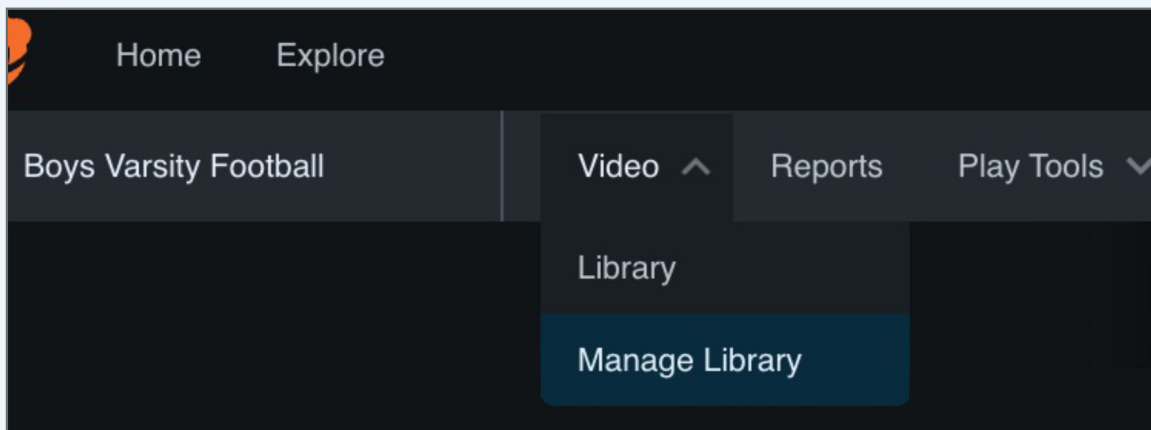 Home Explore
Boys Varsity Football Video Reports Play Tools
Library
Manage Library